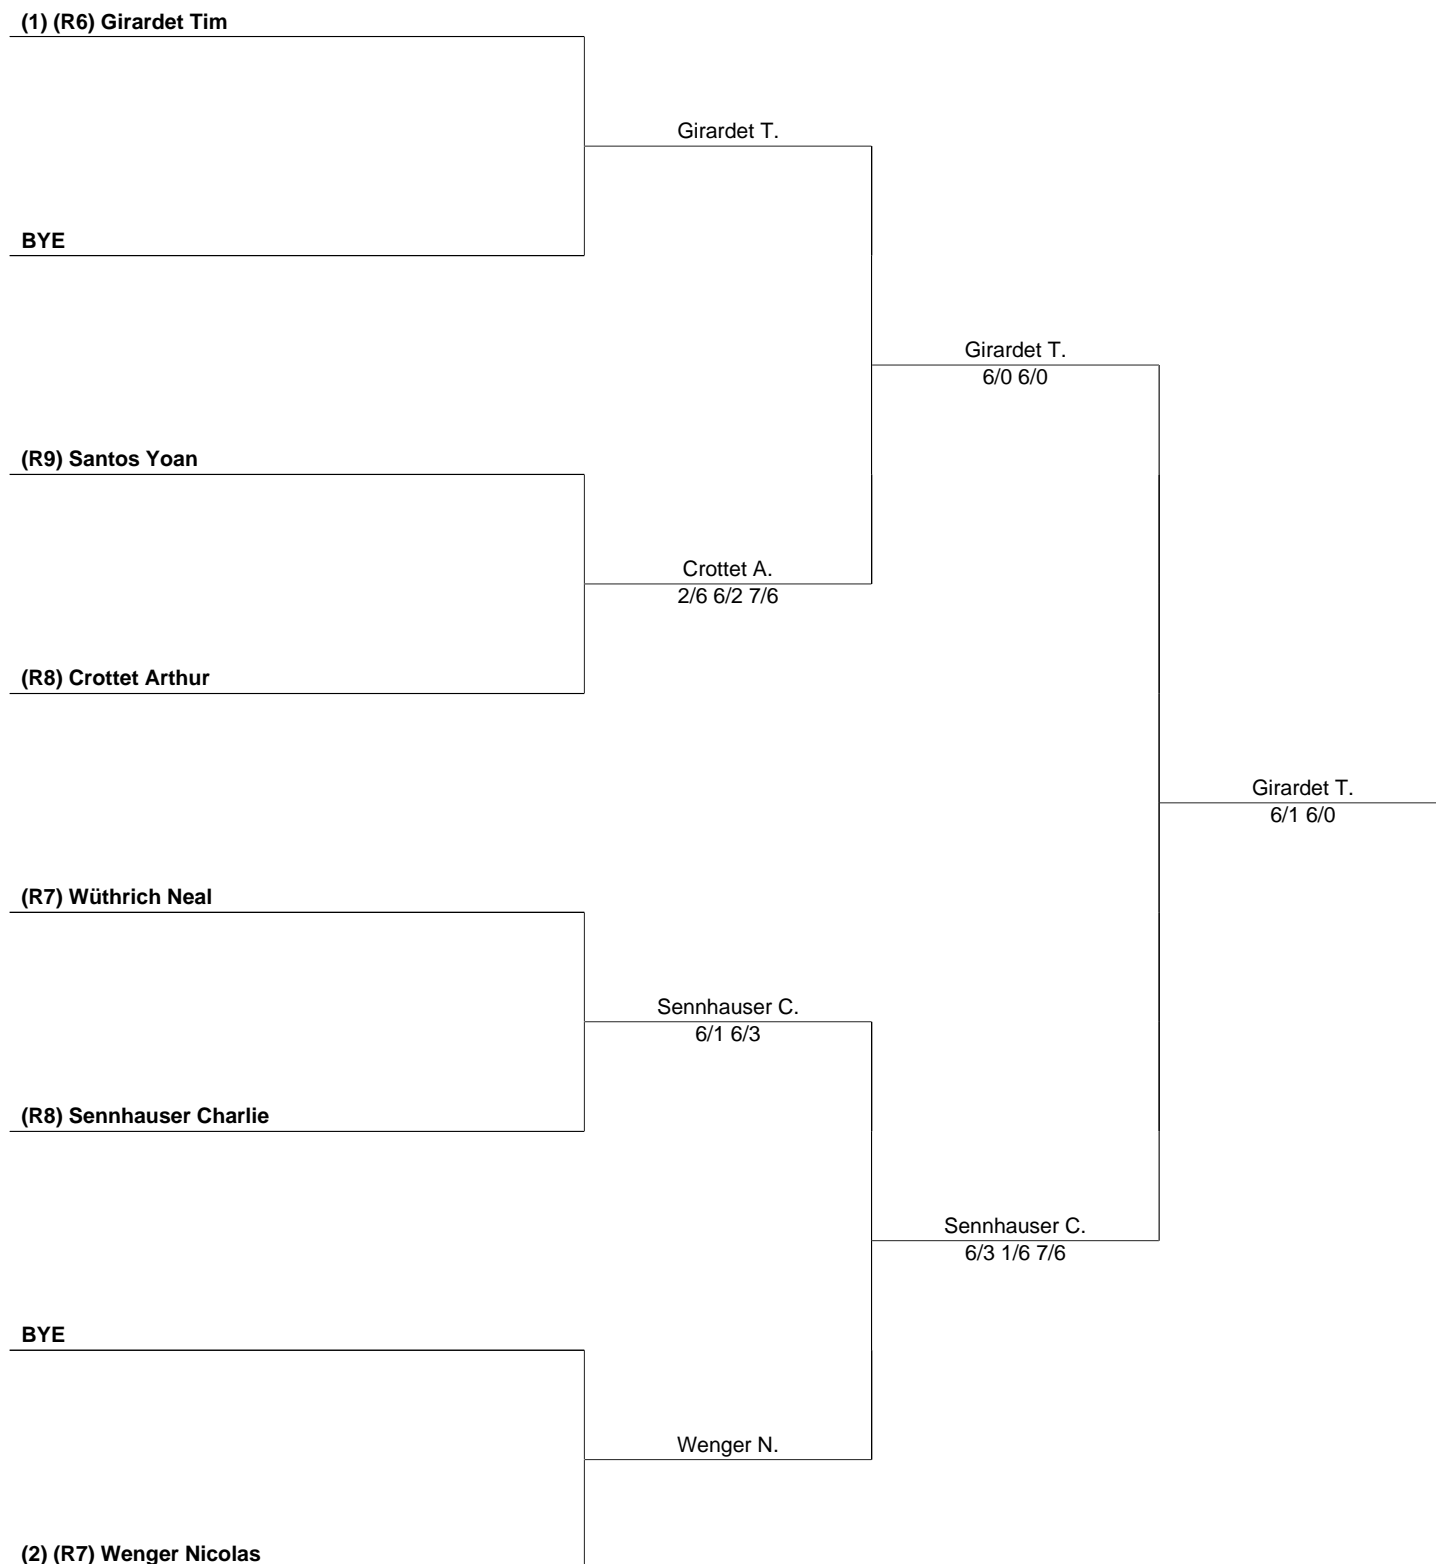 (1) (R6) Girardet Tim
Girardet T.
BYE
Girardet T.
6/0 6/0
(R9) Santos Yoan
Crottet A.
2/6 6/2 7/6
(R8) Crottet Arthur
Girardet T.
6/1 6/0
(R7) Wüthrich Neal
Sennhauser C.
6/1 6/3
(R8) Sennhauser Charlie
Sennhauser C.
6/3 1/6 7/6
BYE
Wenger N.
(2) (R7) Wenger Nicolas